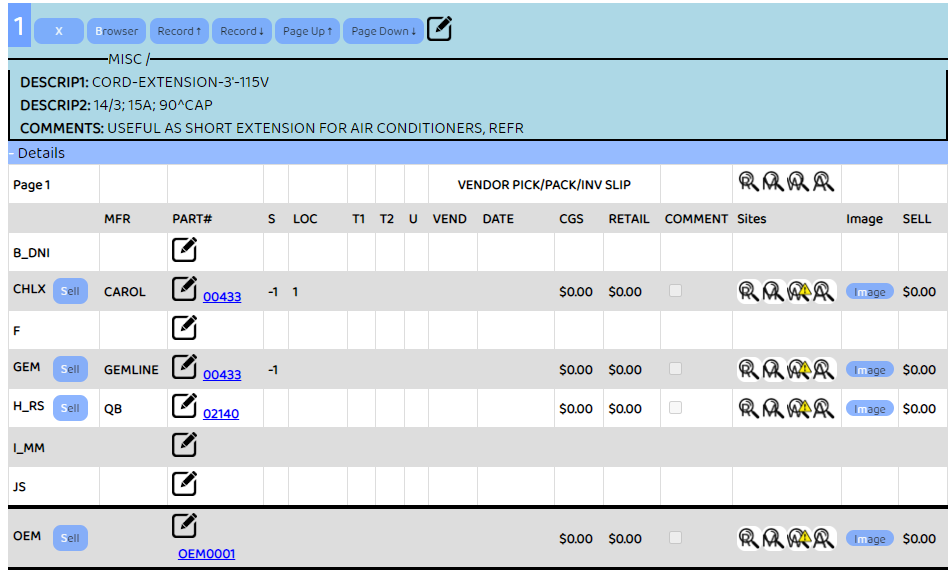 1 X Browser Record ↑ Record ↓ Page Up ↑ Page Down ↓
MISC /
DESCRIP1: CORD-EXTENSION-3'-115V
DESCRIP2: 14/3; 15A; 90^CAP
COMMENTS: USEFUL AS SHORT EXTENSION FOR AIR CONDITIONERS, REFR
- Details
Page 1 VENDOR PICK/PACK/INV SLIP R M W A
MFR PART# S LOC T1 T2 U VEND DATE CGS RETAIL COMMENT Sites Image SELL
B_DNI
CHLX Sell CAROL 00433 -1 1 $0.00 $0.00 R M W A Image $0.00
F
GEM Sell GEMLINE 00433 -1 $0.00 $0.00 R M W A Image $0.00
H_RS Sell QB 02140 $0.00 $0.00 R M W A Image $0.00
I_MM
JS
OEM Sell OEM0001 $0.00 $0.00 R M W A Image $0.00